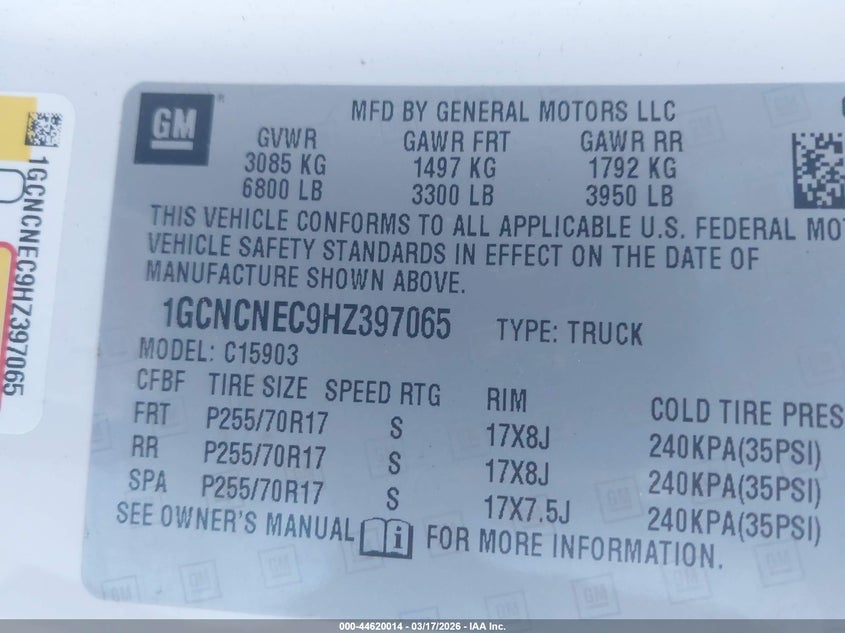 GM
MFD BY GENERAL MOTORS LLC
GVWR GAWR FRT GAWR RR
3085 KG 1497 KG 1792 KG
6800 LB 3300 LB 3950 LB
THIS VEHICLE CONFORMS TO ALL APPLICABLE U.S. FEDERAL MOT
VEHICLE SAFETY STANDARDS IN EFFECT ON THE DATE OF
MANUFACTURE SHOWN ABOVE.
1GCNCNEC9HZ397065 TYPE: TRUCK
MODEL: C15903
CFBF TIRE SIZE SPEED RTG RIM COLD TIRE PRES
FRT P255/70R17 S 17X8J 240KPA(35PSI)
RR P255/70R17 S 17X8J 240KPA(35PSI)
SPA P255/70R17 S 17X7.5J 240KPA(35PSI)
SEE OWNER'S MANUAL FOR MORE INFORMATION.
1GCNCNEC9HZ397065
000-44620014 - 03/17/2026 - IAA Inc.